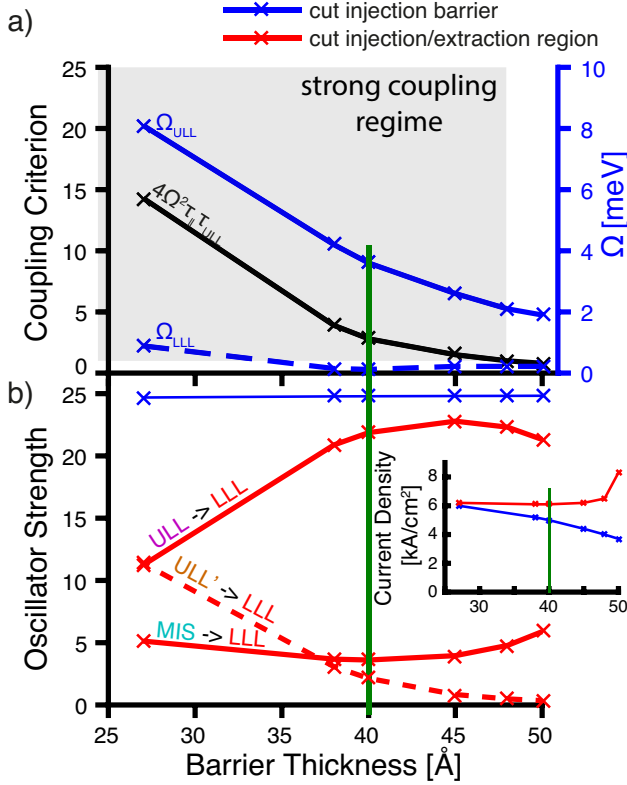 cut injection barrier
cut injection/extraction region
a)
25
20
15
10
5
0
Coupling Criterion
strong coupling
regime
Ω_ULL
4Ω²τ_||τ_ULL
Ω_LLL
10
8
6
4
2
0
Ω [meV]
b)
25
20
15
10
5
0
Oscillator Strength
ULL -> LLL
ULL' -> LLL
MIS -> LLL
Current Density
[kA/cm²]
8
6
4
2
0
30
40
50
25
30
35
40
45
50
Barrier Thickness [Å]